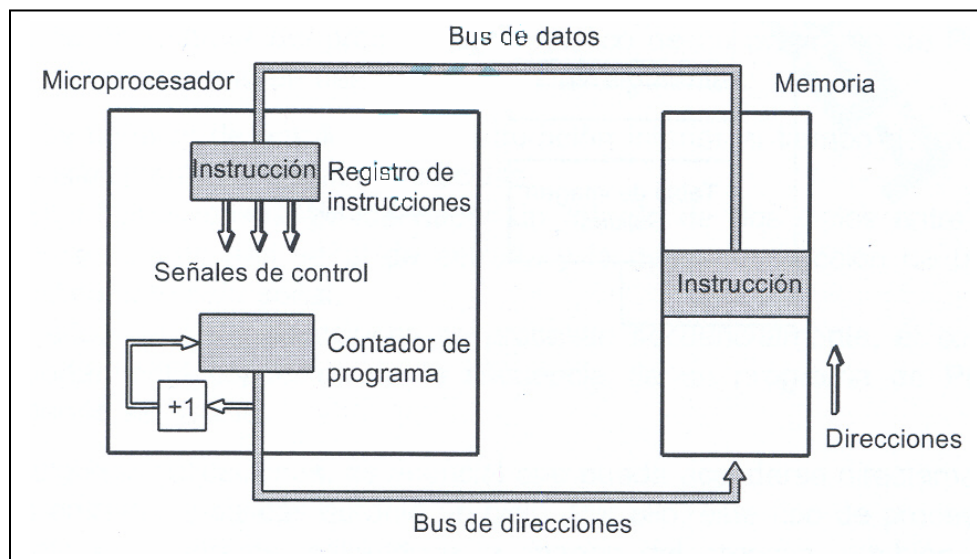 Bus de datos
Microprocesador
Memoria
Instrucción
Registro de
instrucciones
Señales de control
Instrucción
Contador de
programa
+1
Direcciones
Bus de direcciones